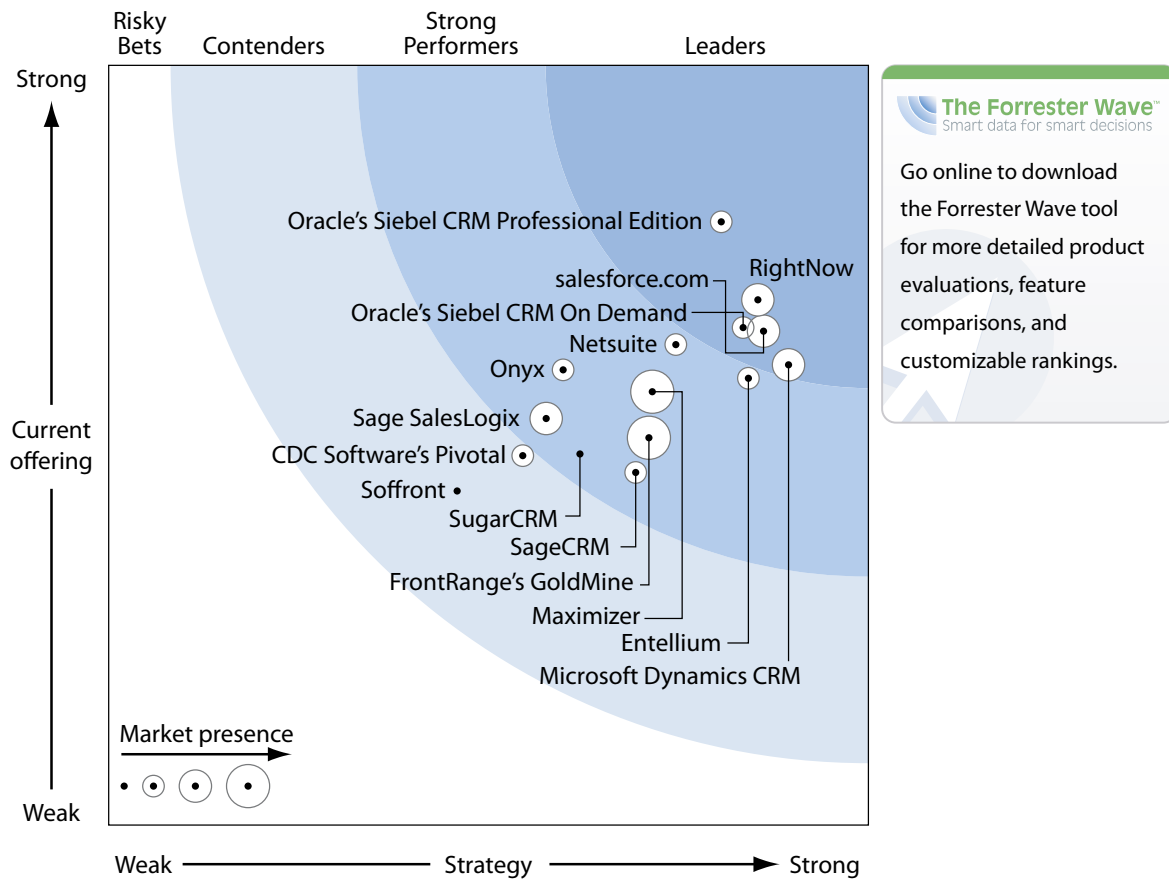 Risky
Bets
Contenders
Strong
Performers
Leaders
Strong
The Forrester Wave™
Smart data for smart decisions
Go online to download
the Forrester Wave tool
for more detailed product
evaluations, feature
comparisons, and
customizable rankings.
Oracle’s Siebel CRM Professional Edition
RightNow
salesforce.com
Oracle’s Siebel CRM On Demand
Netsuite
Onyx
Sage SalesLogix
Current
offering
CDC Software’s Pivotal
Soffront
SugarCRM
SageCRM
FrontRange’s GoldMine
Maximizer
Entellium
Microsoft Dynamics CRM
Market presence
Weak
Weak
Strategy
Strong